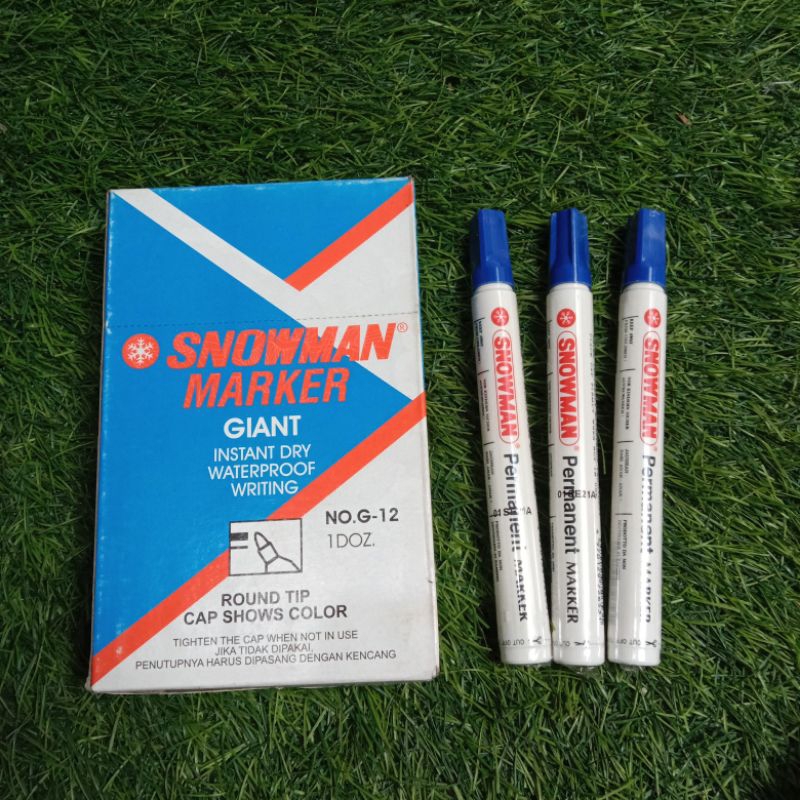 SNOWMAN®
MARKER
GIANT
INSTANT DRY
WATERPROOF
WRITING
NO.G-12
1DOZ.
ROUND TIP
CAP SHOWS COLOR
TIGHTEN THE CAP WHEN NOT IN USE
JIKA TIDAK DIPAKAI,
PENUTUPNYA HARUS DIPASANG DENGAN KENCANG
SNOWMAN
Permanent MARKER
SNOWMAN
Permanent MARKER
01SE21A
SNOWMAN
Permanent MARKER